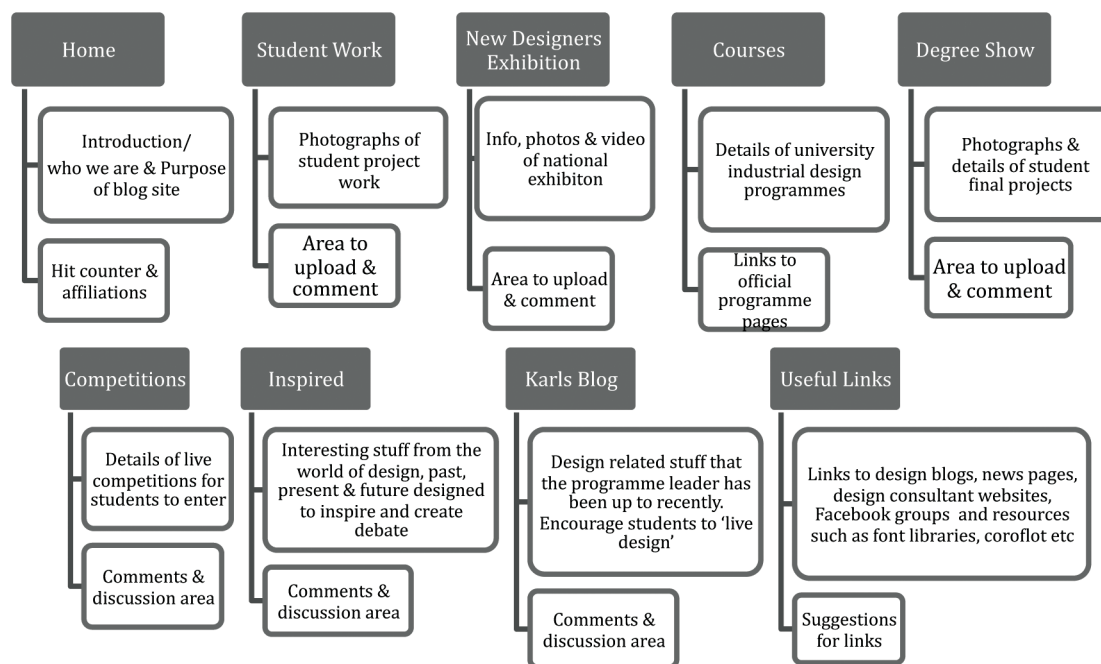 Home
Introduction/
who we are & Purpose
of blog site
Hit counter &
affiliations
Student Work
Photographs of
student project
work
Area to
upload &
comment
New Designers
Exhibition
Info, photos & video
of national
exhibiton
Area to upload
& comment
Courses
Details of university
industrial design
programmes
Links to
official
programme
pages
Degree Show
Photographs &
details of student
final projects
Area to upload
& comment
Competitions
Details of live
competitions for
students to enter
Comments &
discussion area
Inspired
Interesting stuff from the
world of design, past,
present & future designed
to inspire and create
debate
Comments &
discussion area
Karls Blog
Design related stuff that
the programme leader has
been up to recently.
Encourage students to ‘live
design’
Comments &
discussion area
Useful Links
Links to design blogs, news pages,
design consultant websites,
Facebook groups and resources
such as font libraries, coroflot etc
Suggestions
for links